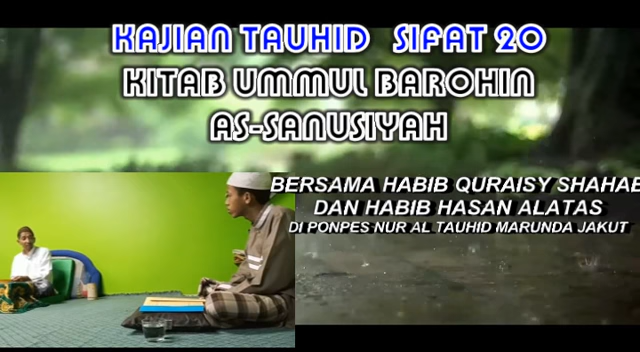 KAJIAN TAUHID SIFAT 20
KITAB UMMUL BAROHIN
AS-SANUSIYAH
BERSAMA HABIB QURAISY SHAHAB
DAN HABIB HASAN ALATAS
DI PONPES NUR AL TAUHID MARUNDA JAKUT